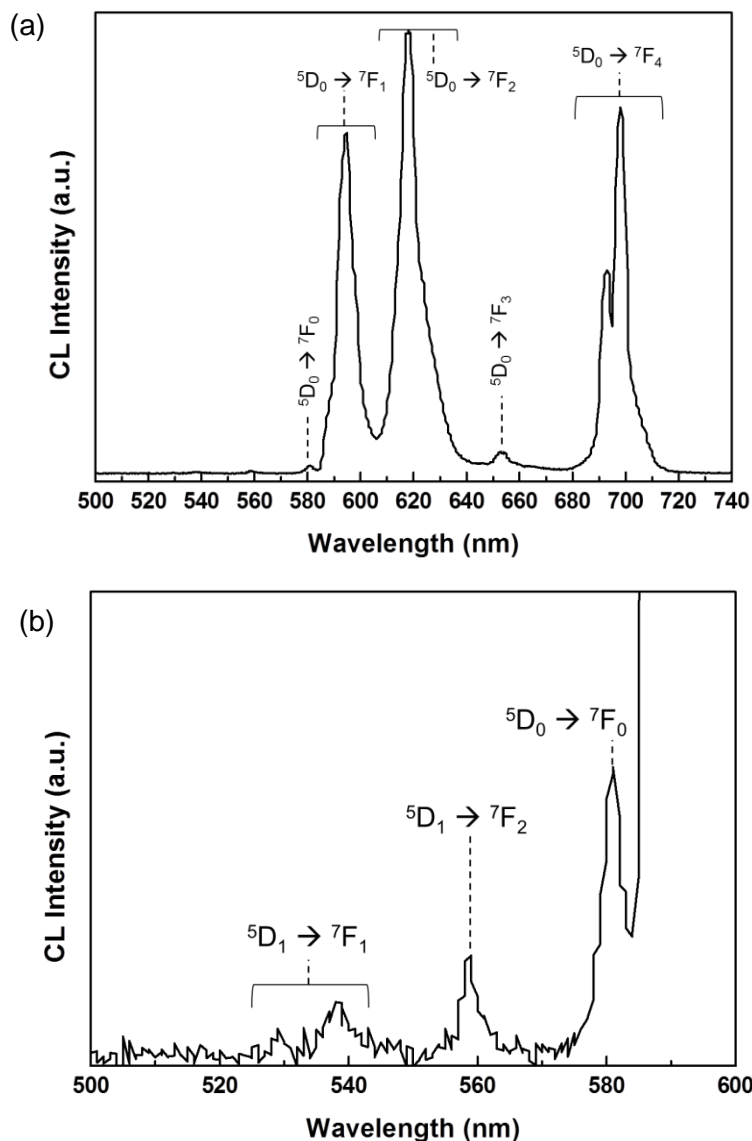 (a)
⁵D₀ → ⁷F₁
⁵D₀ → ⁷F₂
⁵D₀ → ⁷F₄
⁵D₀ → ⁷F₀
⁵D₀ → ⁷F₃
CL Intensity (a.u.)
500 520 540 560 580 600 620 640 660 680 700 720 740
Wavelength (nm)
(b)
⁵D₀ → ⁷F₀
⁵D₁ → ⁷F₂
⁵D₁ → ⁷F₁
CL Intensity (a.u.)
500 520 540 560 580 600
Wavelength (nm)